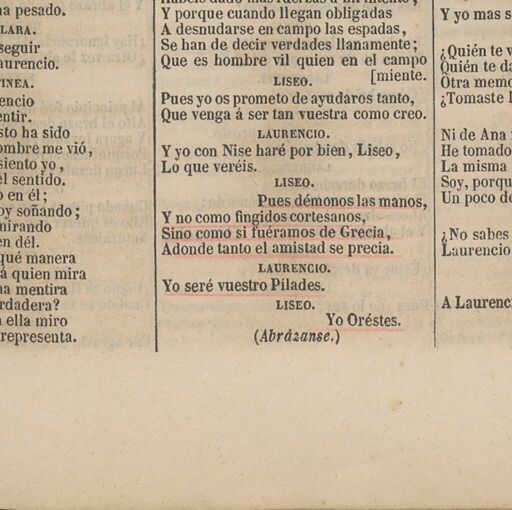 na pesado.
LARA.
seguir
aurencio.
TINEA.
encio
entir.
sto ha sido
ombre me vió,
siento yo,
el sentido.
o en él;
oy soñando;
mirando
en dél.
qué manera
á quien mira
na mentira
rdadera?
n ella miro
representa.
Y porque cuando llegan obligadas
A desnudarse en campo las espadas,
Se han de decir verdades llanamente;
Que es hombre vil quien en el campo
[miente.
LISEO.
Pues yo os prometo de ayudaros tanto,
Que venga á ser tan vuestra como creo.
LAURENCIO.
Y yo con Nise haré por bien, Liseo,
Lo que veréis.
LISEO.
Pues démonos las manos,
Y no como fingidos cortesanos,
Sino como si fuéramos de Grecia,
Adonde tanto el amistad se precia.
LAURENCIO.
Yo seré vuestro Pilades.
LISEO.
Yo Oréstes.
(Abrázanse.)
Y yo mas s
¿Quién te v
Quién te da
Otra memo
¿Tomaste l
Ni de Ana
He tomado
La misma
Soy, porqu
Un poco de
¿No sabes
Laurencio
A Laurenc